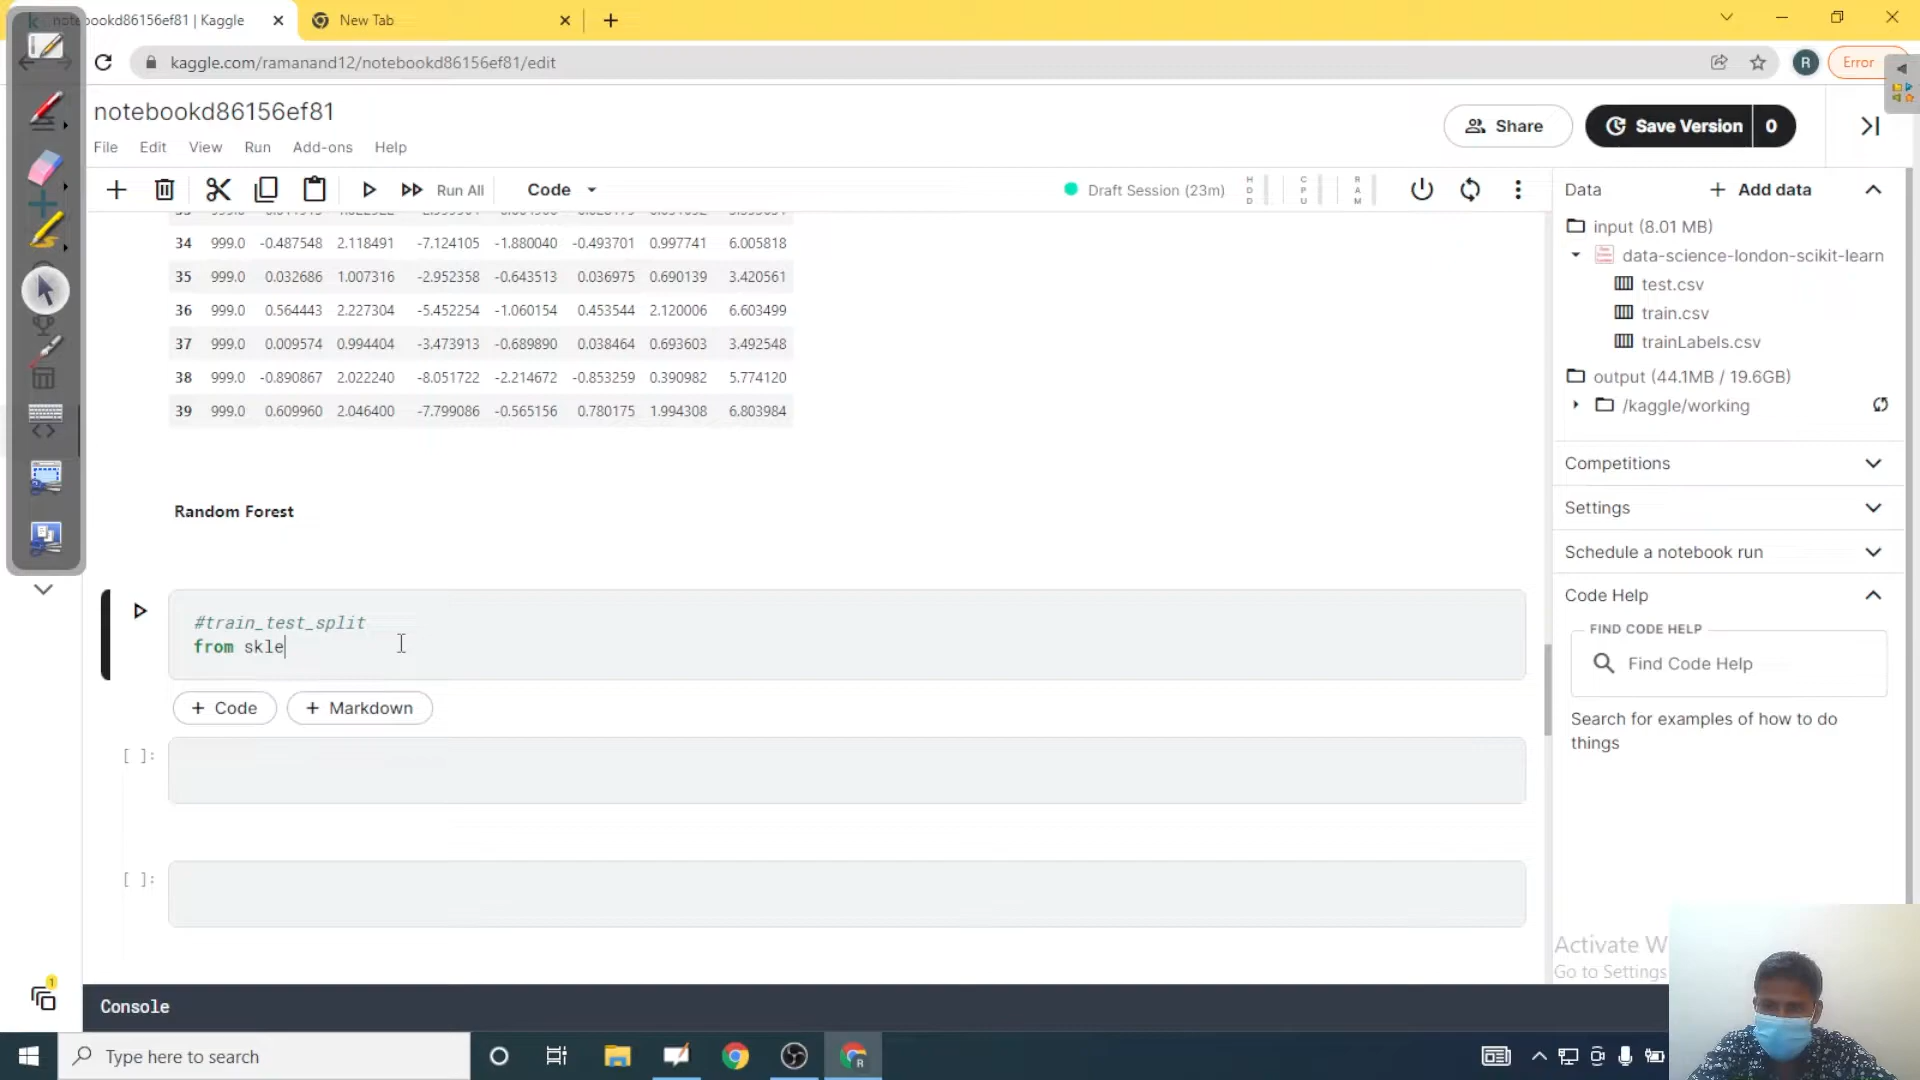 notebookd86156ef81 | Kaggle
New Tab
kaggle.com/ramanand12/notebookd86156ef81/edit
R
Error
notebookd86156ef81
File Edit View Run Add-ons Help
Share
Save Version 0
Run All
Code
Draft Session (23m)
HDD
CPU
RAM
34 999.0 -0.487548 2.118491 -7.124105 -1.880040 -0.493701 0.997741 6.005818
35 999.0 0.032686 1.007316 -2.952358 -0.643513 0.036975 0.690139 3.420561
36 999.0 0.564443 2.227304 -5.452254 -1.060154 0.453544 2.120006 6.603499
37 999.0 0.009574 0.994404 -3.473913 -0.689890 0.038464 0.693603 3.492548
38 999.0 -0.890867 2.022240 -8.051722 -2.214672 -0.853259 0.390982 5.774120
39 999.0 0.609960 2.046400 -7.799086 -0.565156 0.780175 1.994308 6.803984
Random Forest
#train_test_split
from skle
+ Code
+ Markdown
[ ]:
[ ]:
Console
Data
+ Add data
input (8.01 MB)
data-science-london-scikit-learn
test.csv
train.csv
trainLabels.csv
output (44.1MB / 19.6GB)
/kaggle/working
Competitions
Settings
Schedule a notebook run
Code Help
FIND CODE HELP
Find Code Help
Search for examples of how to do
things
Activate W
Go to Settings
1
Type here to search